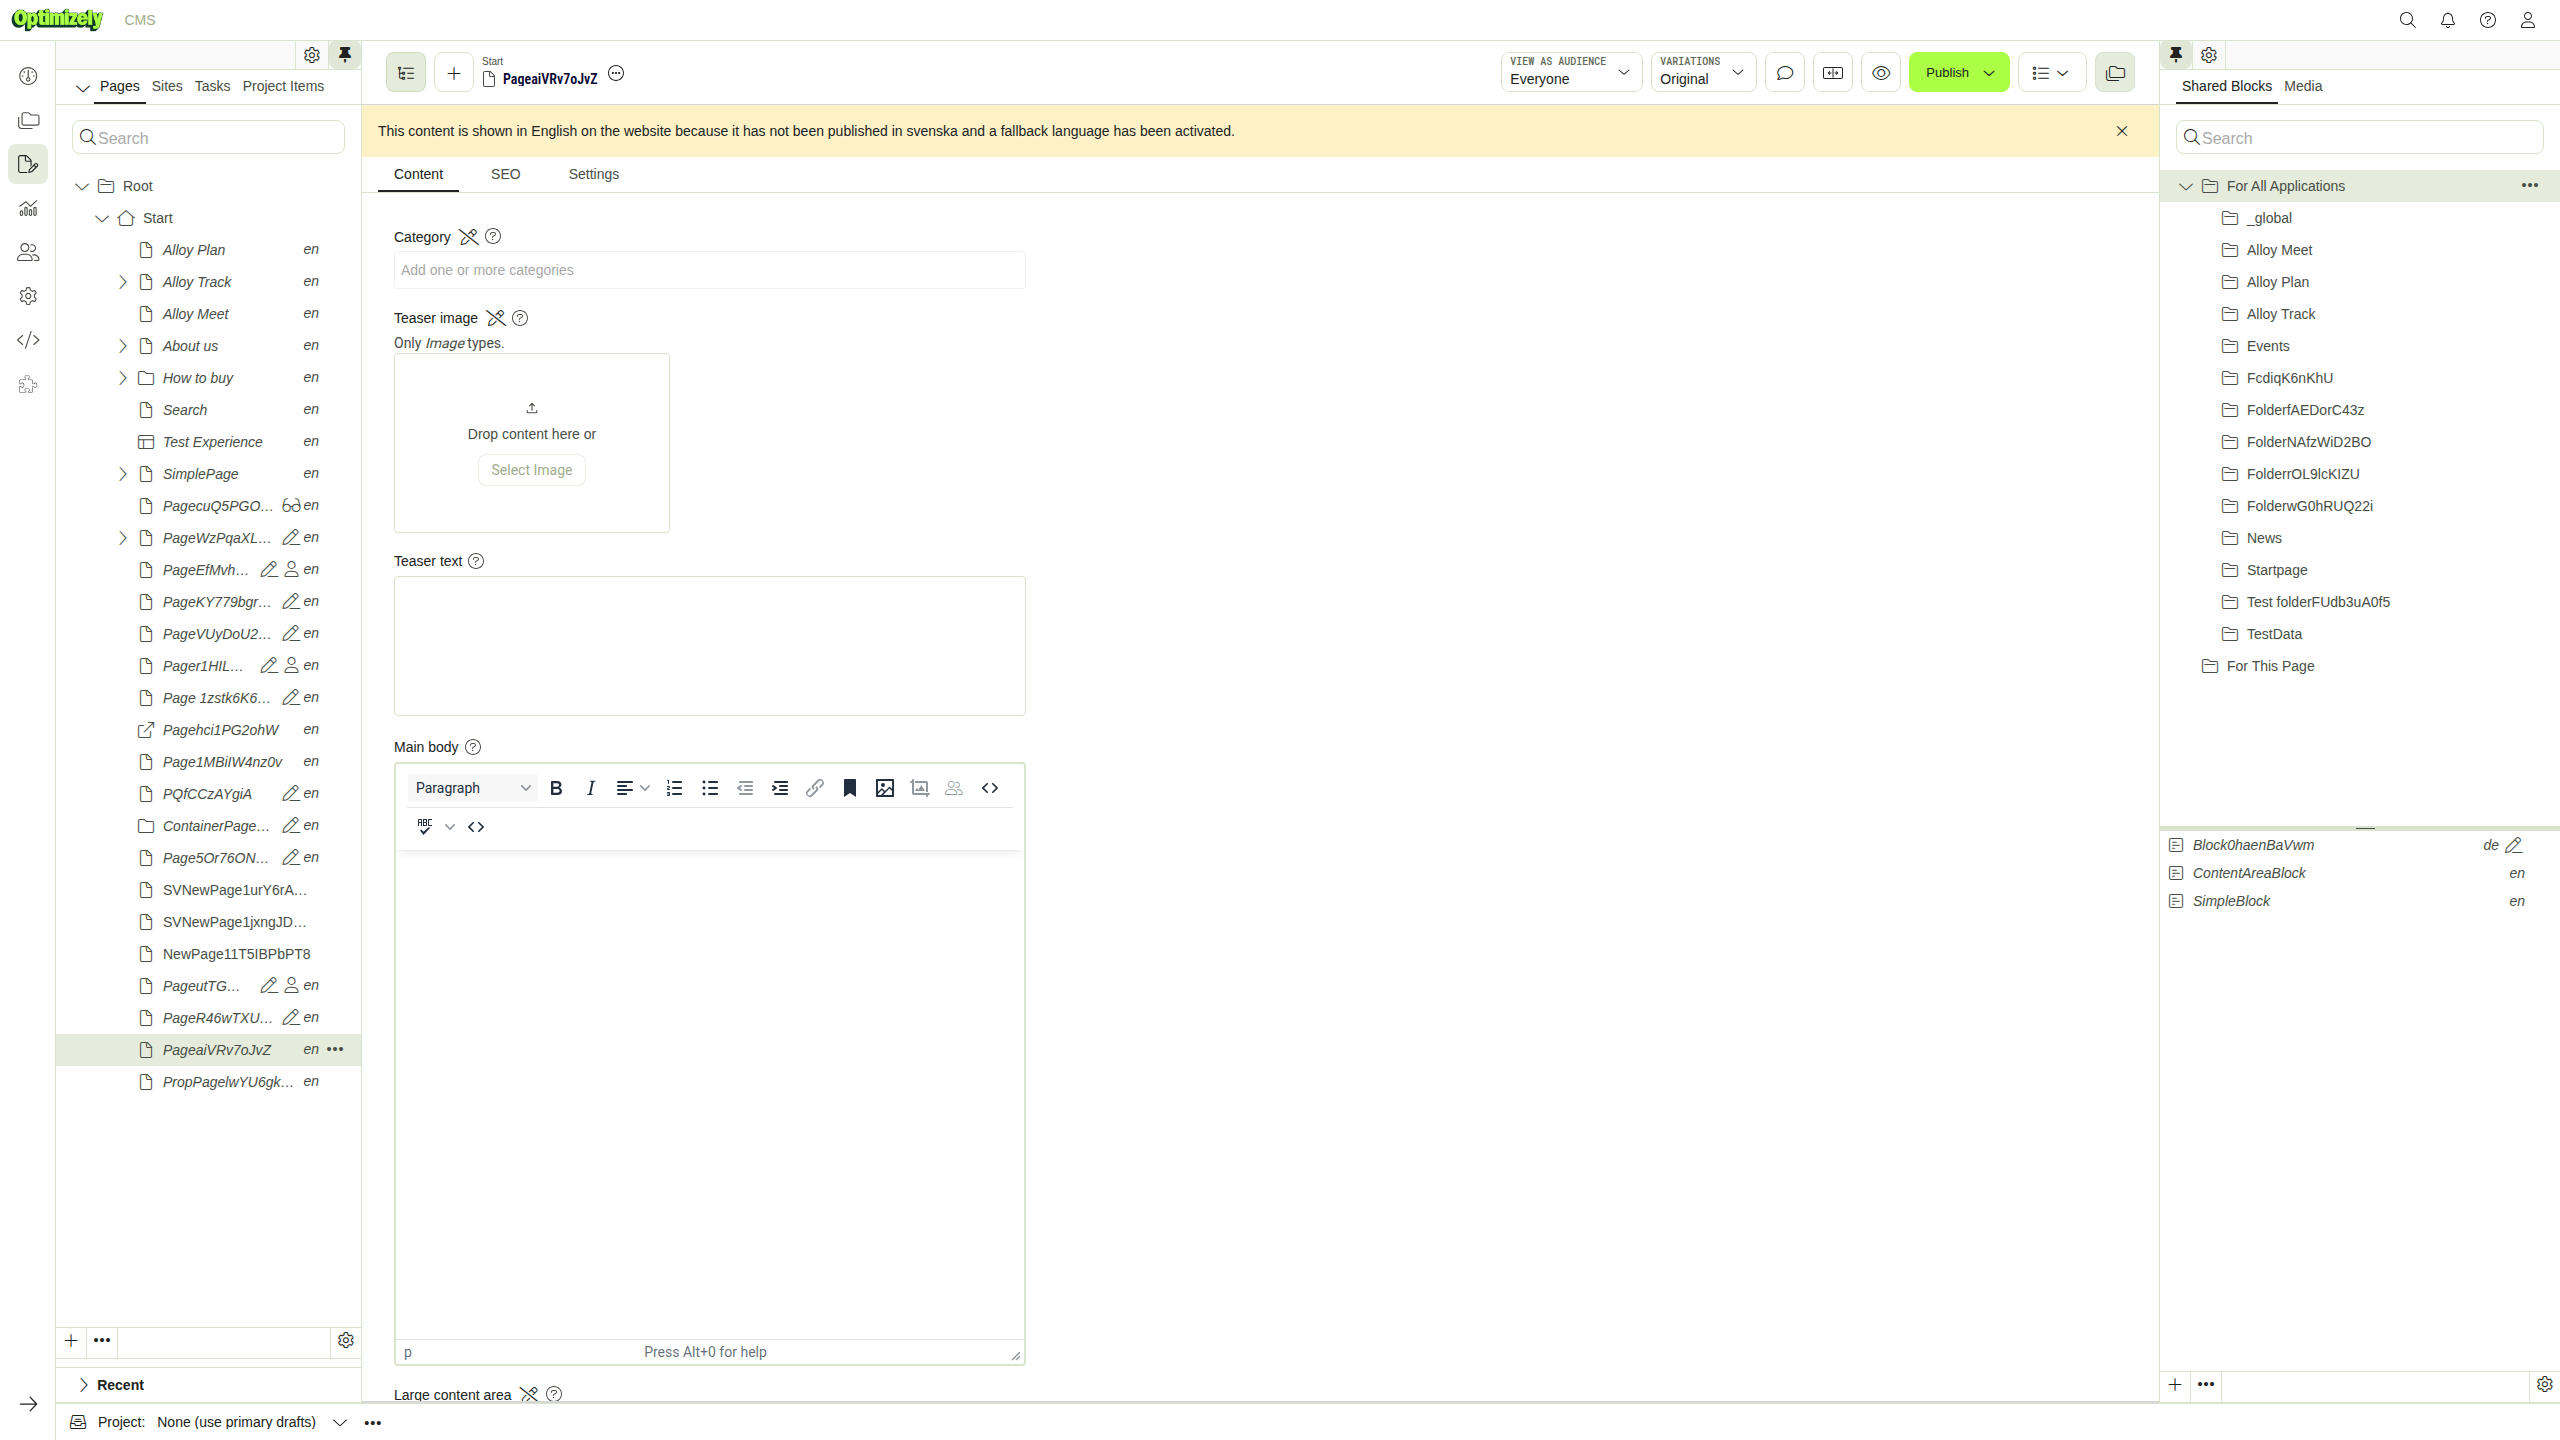 Optimizely CMS
Pages Sites Tasks Project Items
Search
Root
Start
Alloy Plan en
Alloy Track en
Alloy Meet en
About us en
How to buy en
Search en
Test Experience en
SimplePage en
PagecuQ5PGO... en
PageWzPqaXL... en
PageEfMvh... en
PageKY779bgr... en
PageVUyDoU2... en
Pager1HIL... en
Page 1zstk6K6... en
Pagehci1PG2ohW en
Page1MBiIW4nz0v en
PQfCCzAYgiA en
ContainerPage... en
Page5Or76ON... en
SVNewPage1urY6rA...
SVNewPage1jxngJD...
NewPage11T5IBPbPT8
PageutTG... en
PageR46wTXU... en
PageaiVRv7oJvZ en
PropPagelwYU6gk... en
Recent
Project: None (use primary drafts)
Start
PageaiVRv7oJvZ
VIEW AS AUDIENCE
Everyone
VARIATIONS
Original
Publish
This content is shown in English on the website because it has not been published in svenska and a fallback language has been activated.
Content SEO Settings
Category
Add one or more categories
Teaser image
Only Image types.
Drop content here or
Select Image
Teaser text
Main body
Paragraph
ABC
p Press Alt+0 for help
Large content area
Shared Blocks Media
Search
For All Applications
_global
Alloy Meet
Alloy Plan
Alloy Track
Events
FcdiqK6nKhU
FolderfAEDorC43z
FolderNAfzWiD2BO
FolderrOL9lcKIZU
FolderwG0hRUQ22i
News
Startpage
Test folderFUdb3uA0f5
TestData
For This Page
Block0haenBaVwm de
ContentAreaBlock en
SimpleBlock en